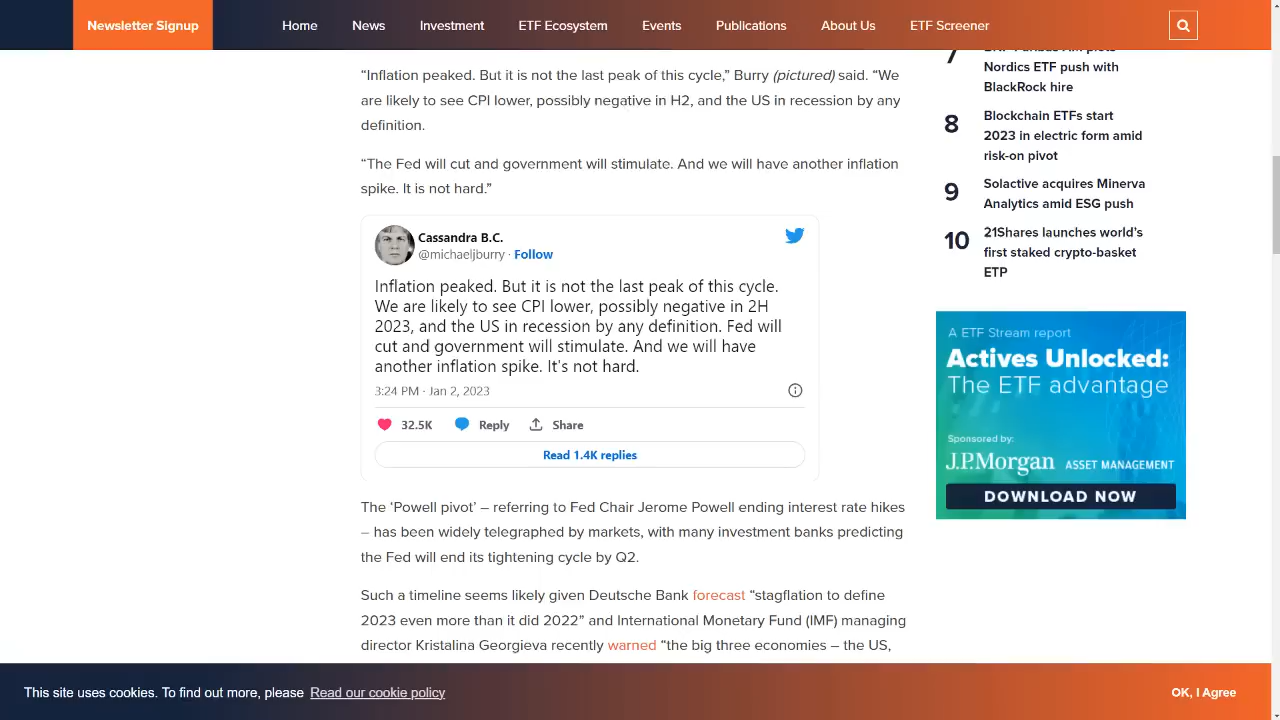 Newsletter Signup
Home
News
Investment
ETF Ecosystem
Events
Publications
About Us
ETF Screener
“Inflation peaked. But it is not the last peak of this cycle,” Burry (pictured) said. “We
are likely to see CPI lower, possibly negative in H2, and the US in recession by any
definition.
“The Fed will cut and government will stimulate. And we will have another inflation
spike. It is not hard.”
Cassandra B.C.
@michaeljburry · Follow
Inflation peaked. But it is not the last peak of this cycle.
We are likely to see CPI lower, possibly negative in 2H
2023, and the US in recession by any definition. Fed will
cut and government will stimulate. And we will have
another inflation spike. It's not hard.
3:24 PM · Jan 2, 2023
32.5K
Reply
Share
Read 1.4K replies
The ‘Powell pivot’ – referring to Fed Chair Jerome Powell ending interest rate hikes
– has been widely telegraphed by markets, with many investment banks predicting
the Fed will end its tightening cycle by Q2.
Such a timeline seems likely given Deutsche Bank forecast “stagflation to define
2023 even more than it did 2022” and International Monetary Fund (IMF) managing
director Kristalina Georgieva recently warned “the big three economies – the US,
7
Nordics ETF push with
BlackRock hire
8
Blockchain ETFs start
2023 in electric form amid
risk-on pivot
9
Solactive acquires Minerva
Analytics amid ESG push
10
21Shares launches world’s
first staked crypto-basket
ETP
A ETF Stream report
Actives Unlocked:
The ETF advantage
Sponsored by:
J.P.Morgan ASSET MANAGEMENT
DOWNLOAD NOW
This site uses cookies. To find out more, please Read our cookie policy
OK, I Agree